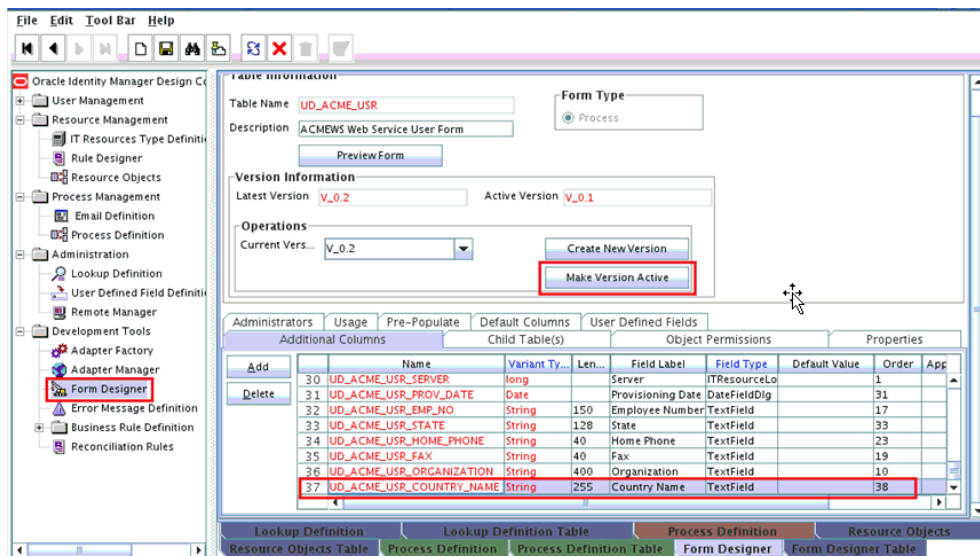 File Edit Tool Bar Help
Oracle Identity Manager Design Co
User Management
Resource Management
IT Resources Type Definiti
Rule Designer
Resource Objects
Process Management
Email Definition
Process Definition
Administration
Lookup Definition
User Defined Field Definiti
Remote Manager
Development Tools
Adapter Factory
Adapter Manager
Form Designer
Error Message Definition
Business Rule Definition
Reconciliation Rules
Table Information
Table Name UD_ACME_USR
Form Type
Process
Description ACMEWS Web Service User Form
Preview Form
Version Information
Latest Version V_0.2 Active Version V_0.1
Operations
Current Vers... V_0.2 Create New Version
Make Version Active
Administrators Usage Pre-Populate Default Columns User Defined Fields
Additional Columns Child Table(s) Object Permissions Properties
Add
Delete
Name Variant Ty... Len... Field Label Field Type Default Value Order App
30 UD_ACME_USR_SERVER long Server ITResourceLo 1
31 UD_ACME_USR_PROV_DATE Date Provisioning Date DateFieldDlg 31
32 UD_ACME_USR_EMP_NO String 150 Employee Number TextField 17
33 UD_ACME_USR_STATE String 128 State TextField 33
34 UD_ACME_USR_HOME_PHONE String 40 Home Phone TextField 23
35 UD_ACME_USR_FAX String 40 Fax TextField 19
36 UD_ACME_USR_ORGANIZATION String 400 Organization TextField 10
37 UD_ACME_USR_COUNTRY_NAME String 255 Country Name TextField 38
Lookup Definition Lookup Definition Table Process Definition Resource Objects
Resource Objects Table Process Definition Process Definition Table Form Designer Form Designer Table